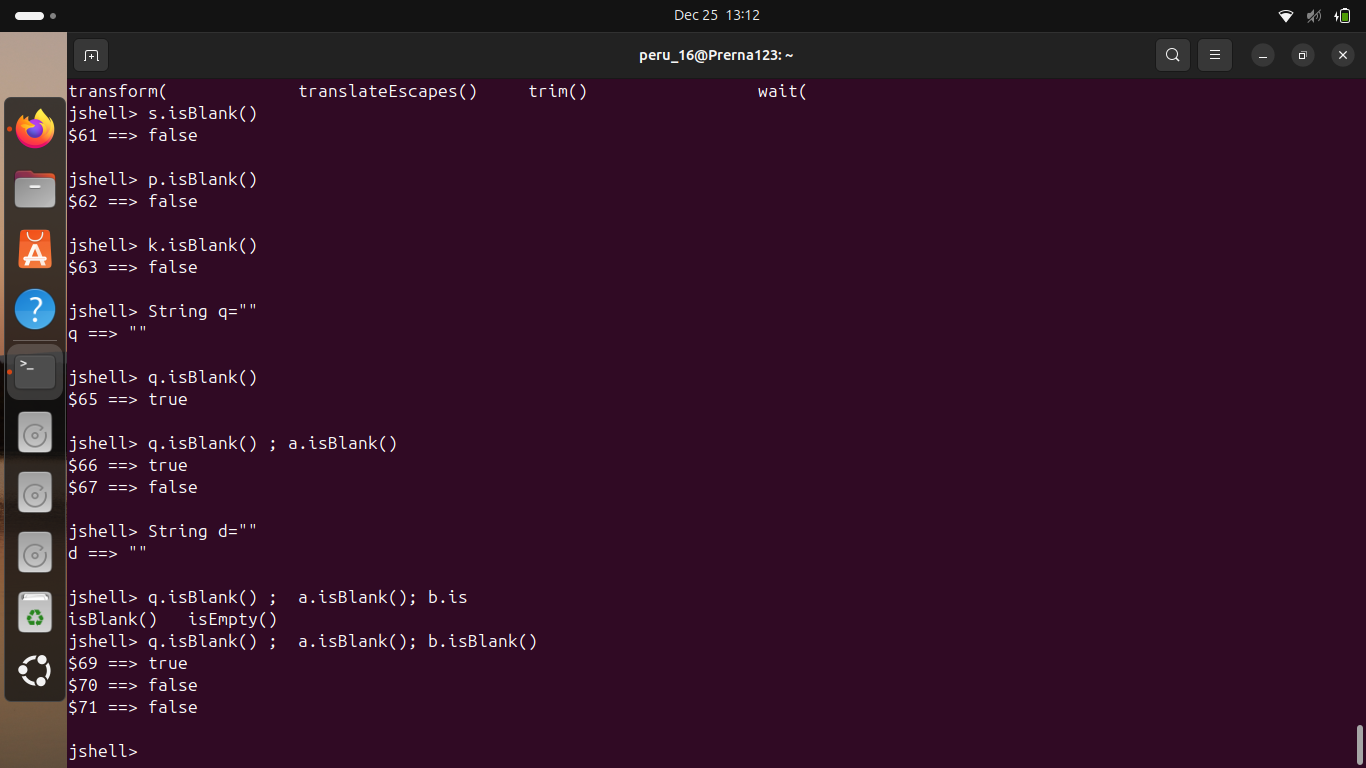 Dec 25 13:12
peru_16@Prerna123: ~
transform( translateEscapes() trim() wait(
jshell> s.isBlank()
$61 ==> false
jshell> p.isBlank()
$62 ==> false
jshell> k.isBlank()
$63 ==> false
jshell> String q=""
q ==> ""
jshell> q.isBlank()
$65 ==> true
jshell> q.isBlank() ; a.isBlank()
$66 ==> true
$67 ==> false
jshell> String d=""
d ==> ""
jshell> q.isBlank() ;  a.isBlank(); b.is
isBlank()   isEmpty()
jshell> q.isBlank() ;  a.isBlank(); b.isBlank()
$69 ==> true
$70 ==> false
$71 ==> false
jshell>